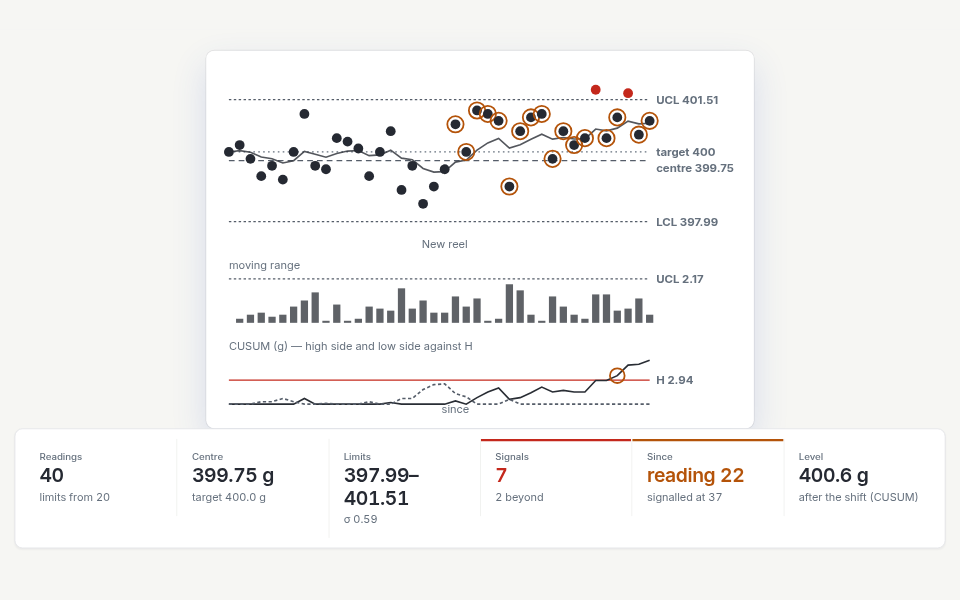 UCL 401.51
target 400
centre 399.75
LCL 397.99
New reel
moving range
UCL 2.17
CUSUM (g) — high side and low side against H
H 2.94
since
Readings
40
limits from 20
Centre
399.75 g
target 400.0 g
Limits
397.99–
401.51
σ 0.59
Signals
7
2 beyond
Since
reading 22
signalled at 37
Level
400.6 g
after the shift (CUSUM)